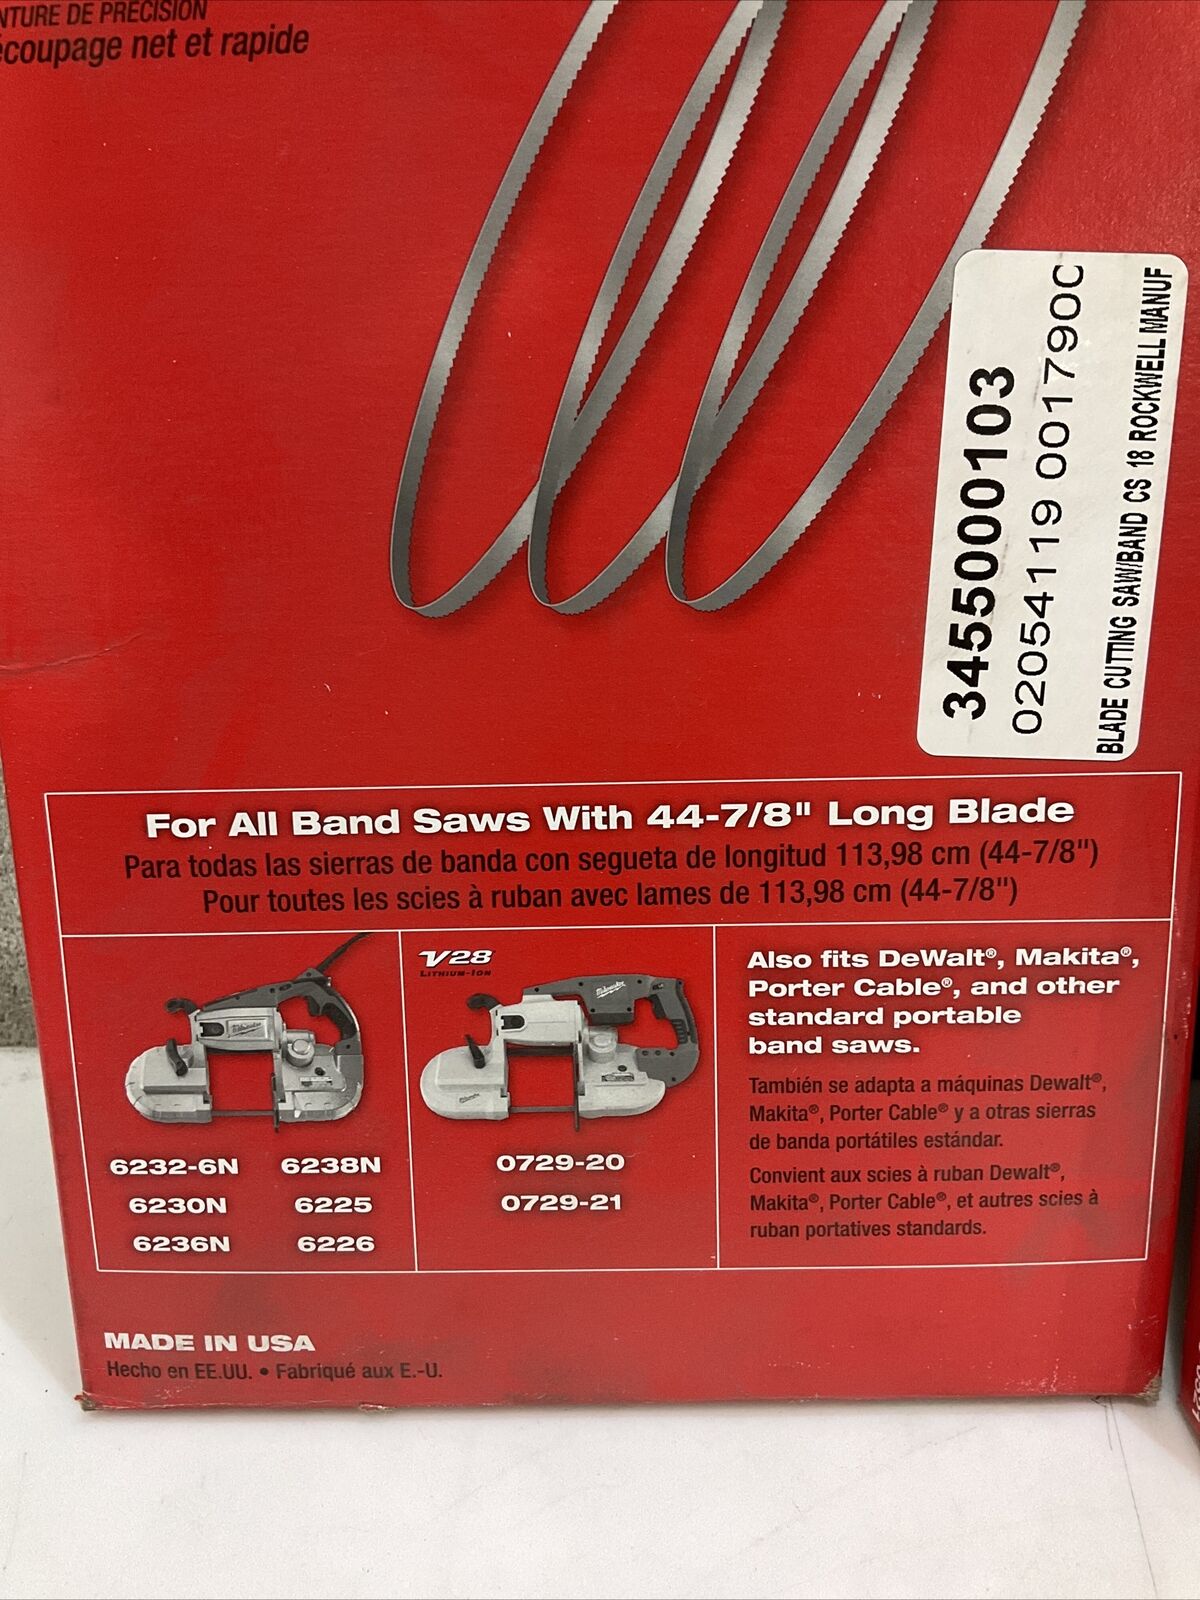 NTURE DE PRÉCISION
écoupage net et rapide
345500103
02054119 001790C
BLADE CUTTING SAW/BAND CS 18 ROCKWELL MANUF
For All Band Saws With 44-7/8" Long Blade
Para todas las sierras de banda con segueta de longitud 113,98 cm (44-7/8")
Pour toutes les scies à ruban avec lames de 113,98 cm (44-7/8")
Milwaukee
6232-6N 6238N
6230N 6225
6236N 6226
V28
LITHIUM-ION
Milwaukee
Milwaukee
0729-20
0729-21
Also fits DeWalt®, Makita®,
Porter Cable®, and other
standard portable
band saws.
También se adapta a máquinas Dewalt®,
Makita®, Porter Cable® y a otras sierras
de banda portátiles estándar.
Convient aux scies à ruban Dewalt®,
Makita®, Porter Cable®, et autres scies à
ruban portatives standards.
MADE IN USA
Hecho en EE.UU. • Fabriqué aux E.-U.